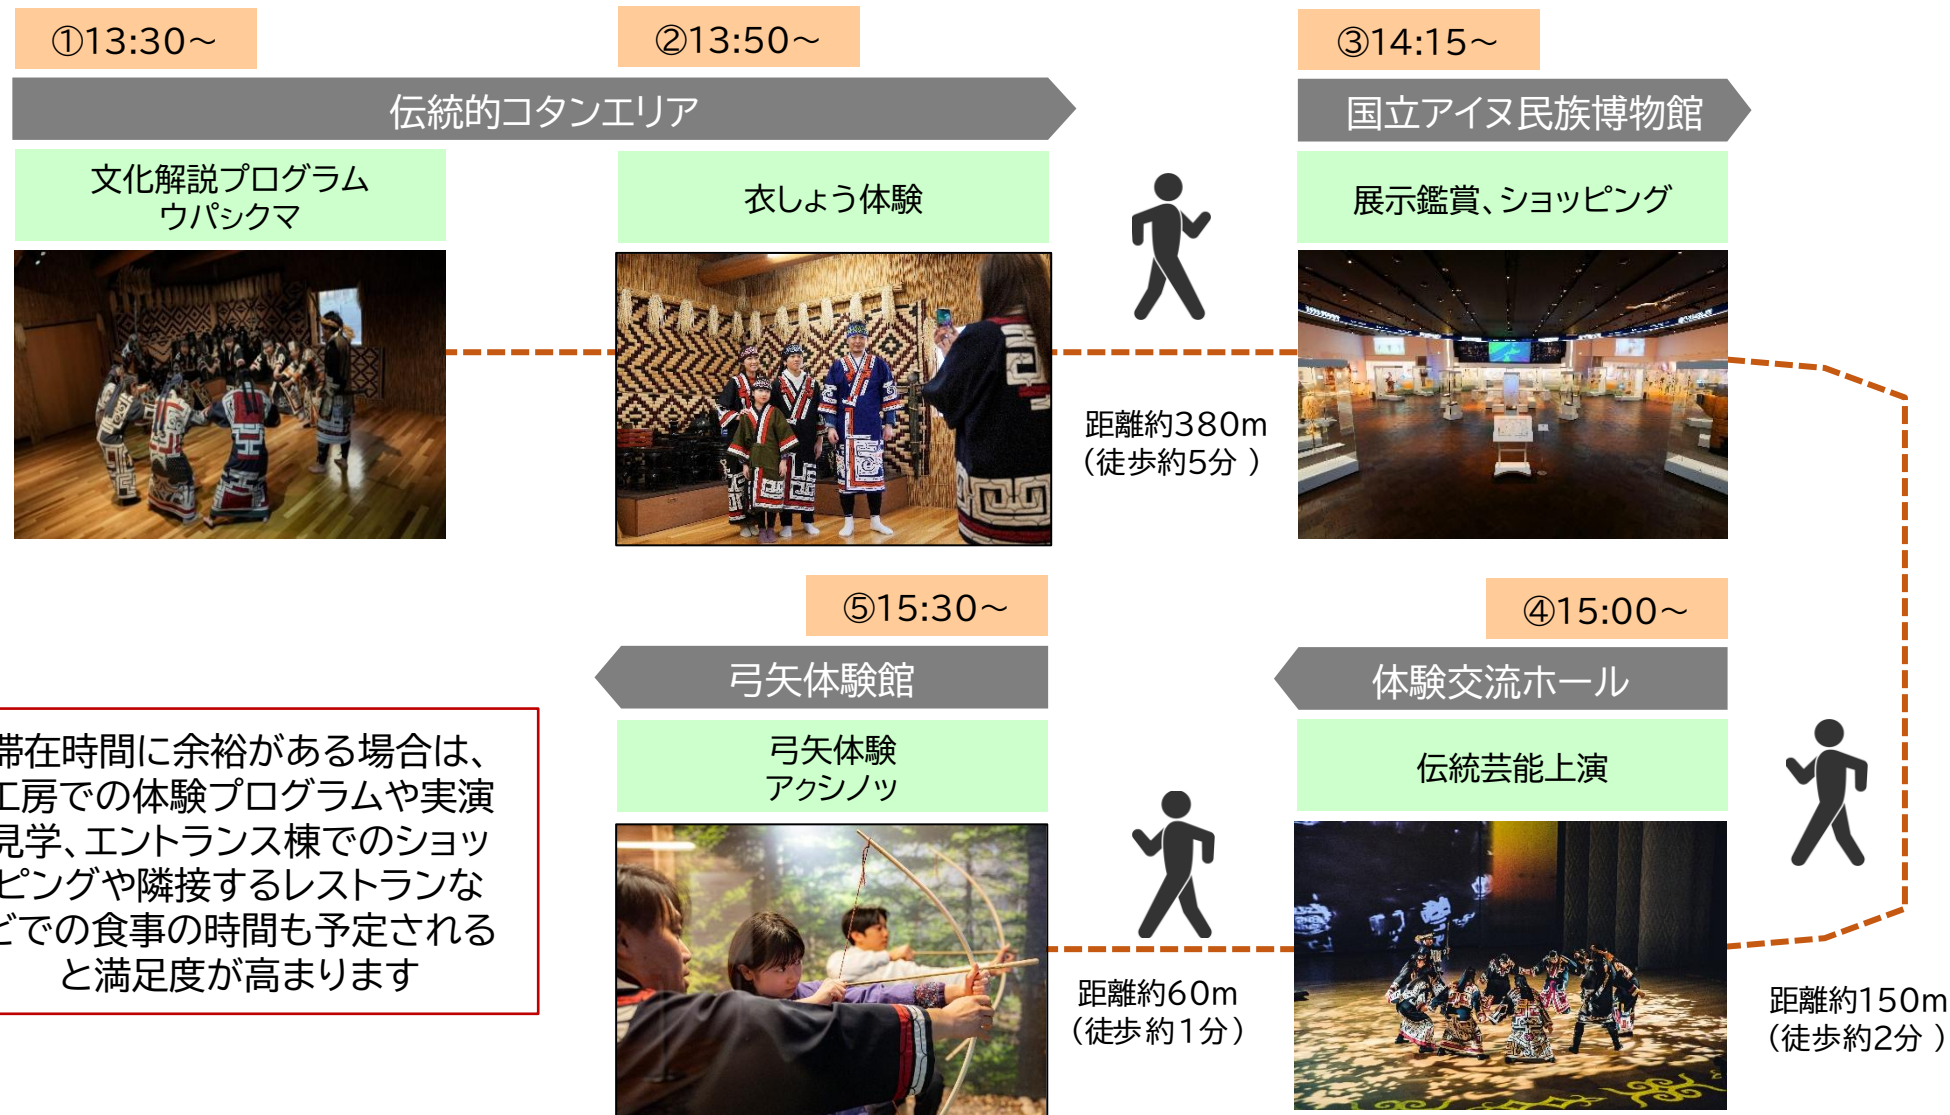 ①13:30～
②13:50～
③14:15～
伝統的コタンエリア
国立アイヌ民族博物館
文化解説プログラム
ウパシクマ
衣しょう体験
展示鑑賞、ショッピング
距離約380m
（徒歩約5分 ）
⑤15:30～
④15:00～
弓矢体験館
体験交流ホール
弓矢体験
アクシノッ
伝統芸能上演
距離約60m
（徒歩約1分）
距離約150m
（徒歩約2分 ）
滞在時間に余裕がある場合は、
工房での体験プログラムや実演
見学、エントランス棟でのショッ
ピングや隣接するレストランな
どでの食事の時間も予定される
と満足度が高まります